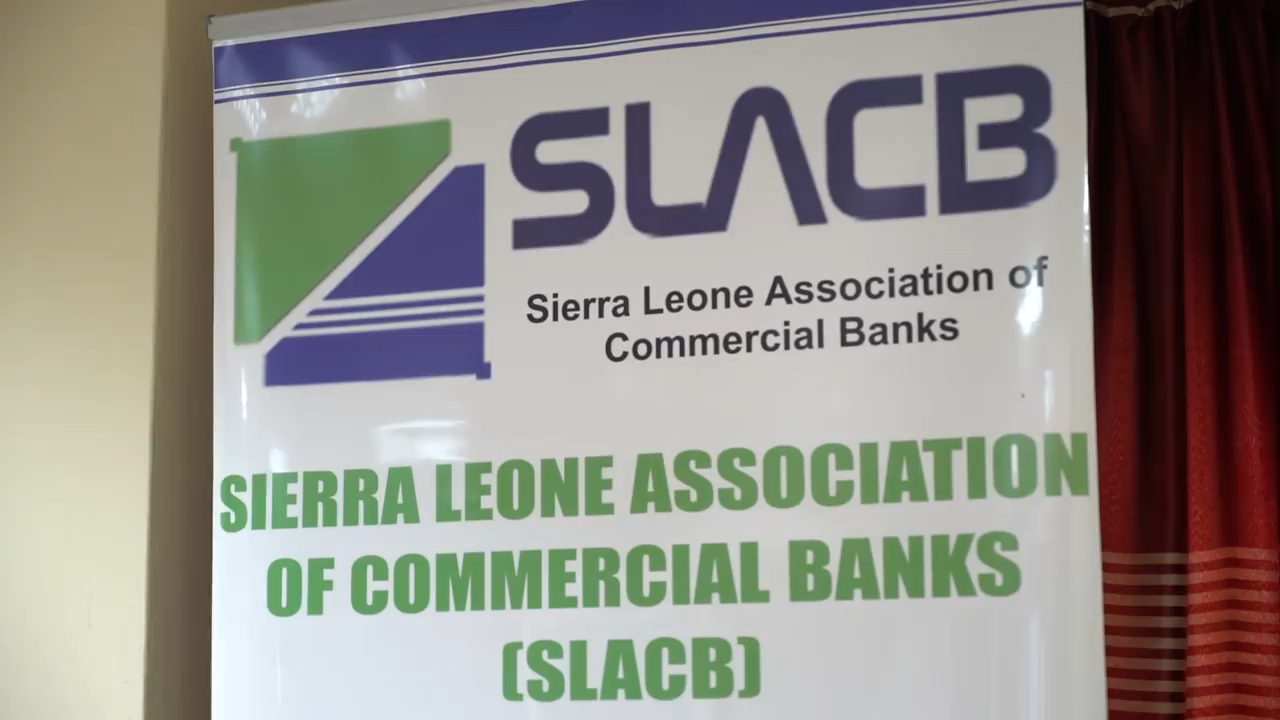 SLACB
Sierra Leone Association of
Commercial Banks
SIERRA LEONE ASSOCIATION
OF COMMERCIAL BANKS
(SLACB)